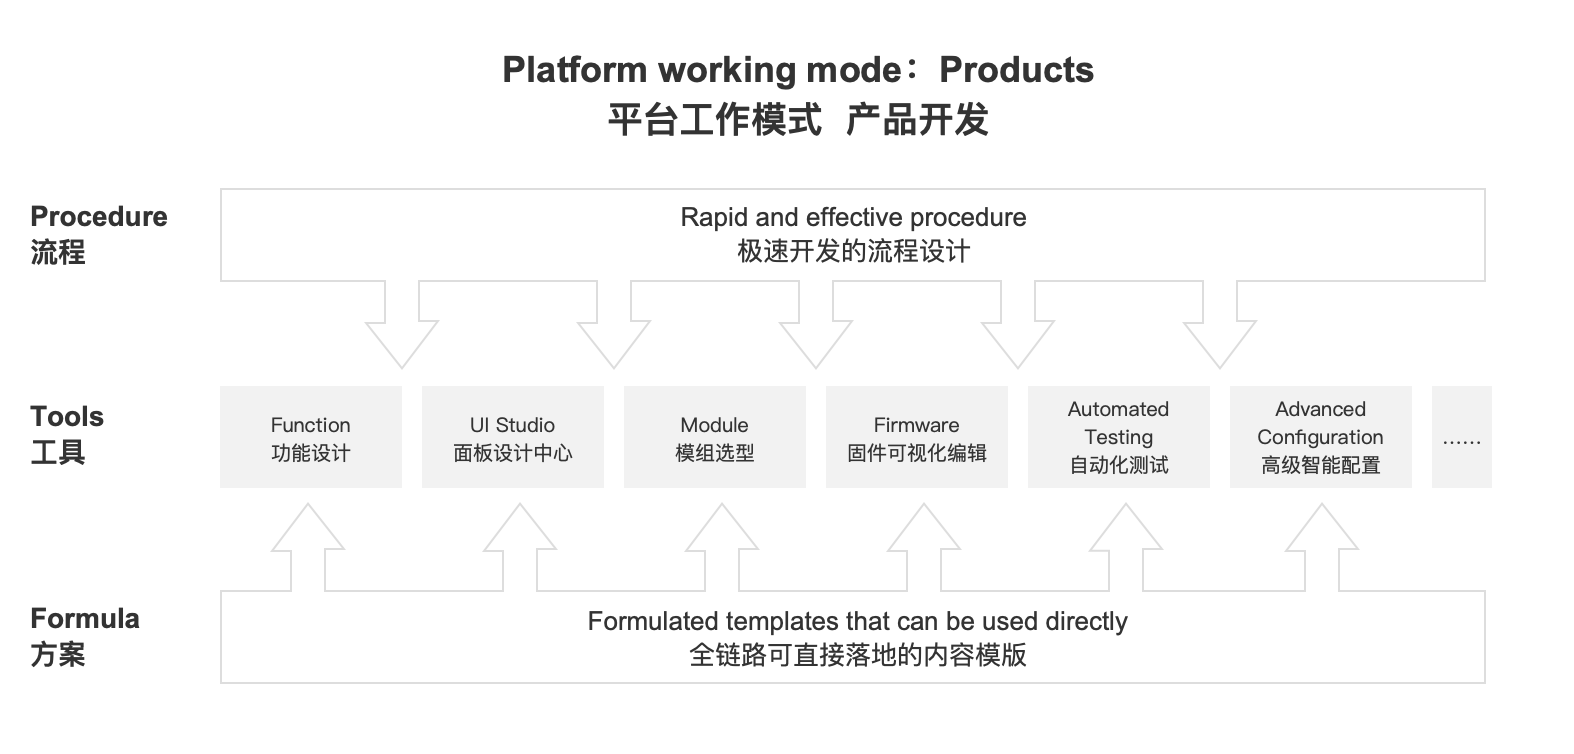 Platform working mode：Products
平台工作模式 产品开发
Procedure
流程
Rapid and effective procedure
极速开发的流程设计
Tools
工具
Function
功能设计
UI Studio
面板设计中心
Module
模组选型
Firmware
固件可视化编辑
Automated
Testing
自动化测试
Advanced
Configuration
高级智能配置
……
Formula
方案
Formulated templates that can be used directly
全链路可直接落地的内容模版